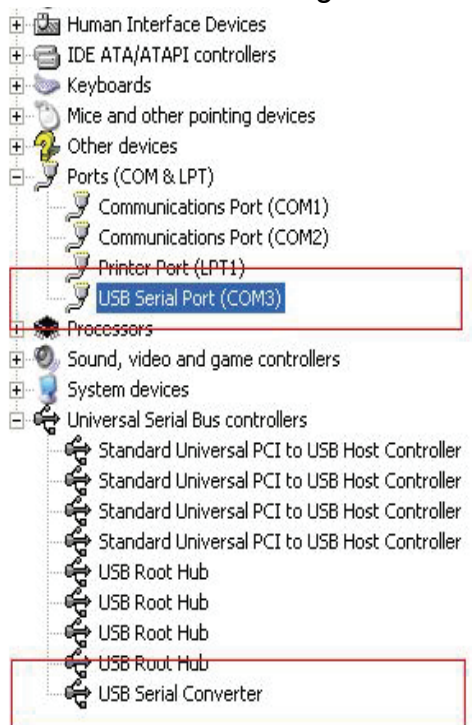 Human Interface Devices
IDE ATA/ATAPI controllers
Keyboards
Mice and other pointing devices
Other devices
Ports (COM & LPT)
Communications Port (COM1)
Communications Port (COM2)
Printer Port (LPT1)
USB Serial Port (COM3)
Processors
Sound, video and game controllers
System devices
Universal Serial Bus controllers
Standard Universal PCI to USB Host Controller
Standard Universal PCI to USB Host Controller
Standard Universal PCI to USB Host Controller
Standard Universal PCI to USB Host Controller
USB Root Hub
USB Root Hub
USB Root Hub
USB Root Hub
USB Serial Converter